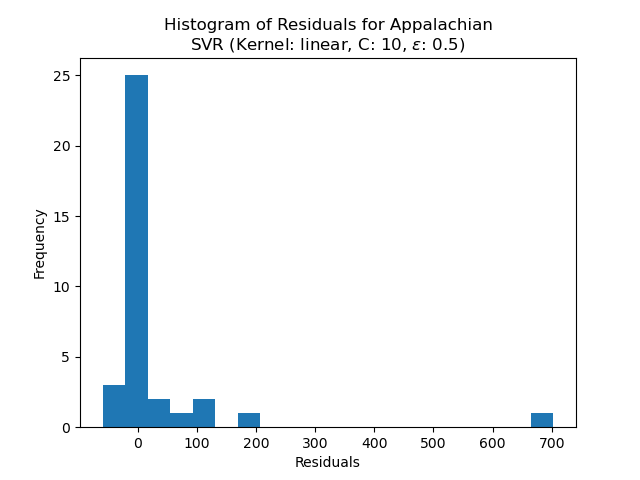 Histogram of Residuals for Appalachian
SVR (Kernel: linear, C: 10, ε: 0.5)
25
20
15
10
5
0
Frequency
0 100 200 300 400 500 600 700
Residuals